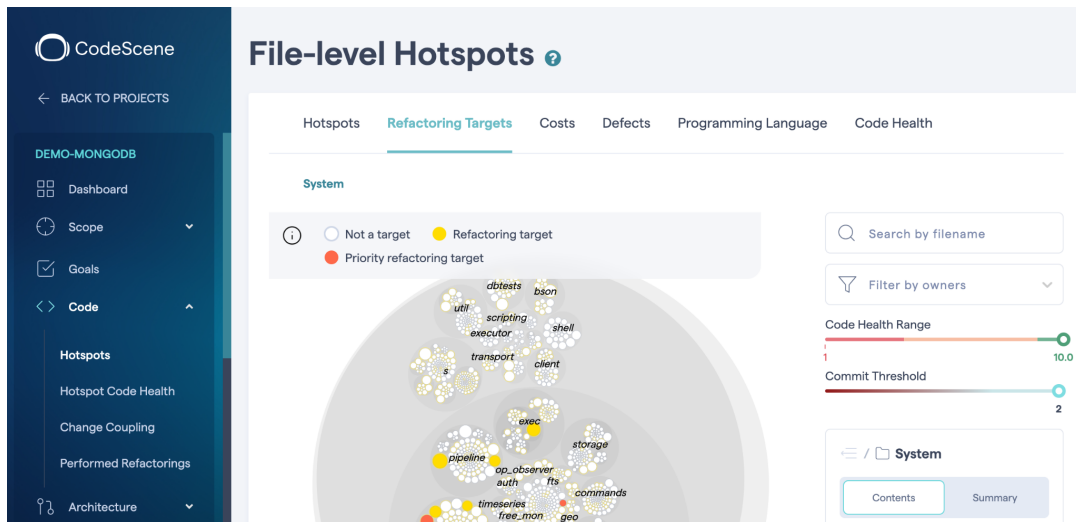 CodeScene
BACK TO PROJECTS
DEMO-MONGODB
Dashboard
Scope
Goals
Code
Hotspots
Hotspot Code Health
Change Coupling
Performed Refactorings
Architecture
File-level Hotspots ?
Hotspots Refactoring Targets Costs Defects Programming Language Code Health
System
Not a target Refactoring target
Priority refactoring target
dbtests
bson
util
scripting
executor
shell
transport
client
s
exec
storage
pipeline
op_observer
auth
fts
commands
timeseries
free_mon
geo
Search by filename
Filter by owners
Code Health Range
1 10.0
Commit Threshold
2
/ System
Contents Summary